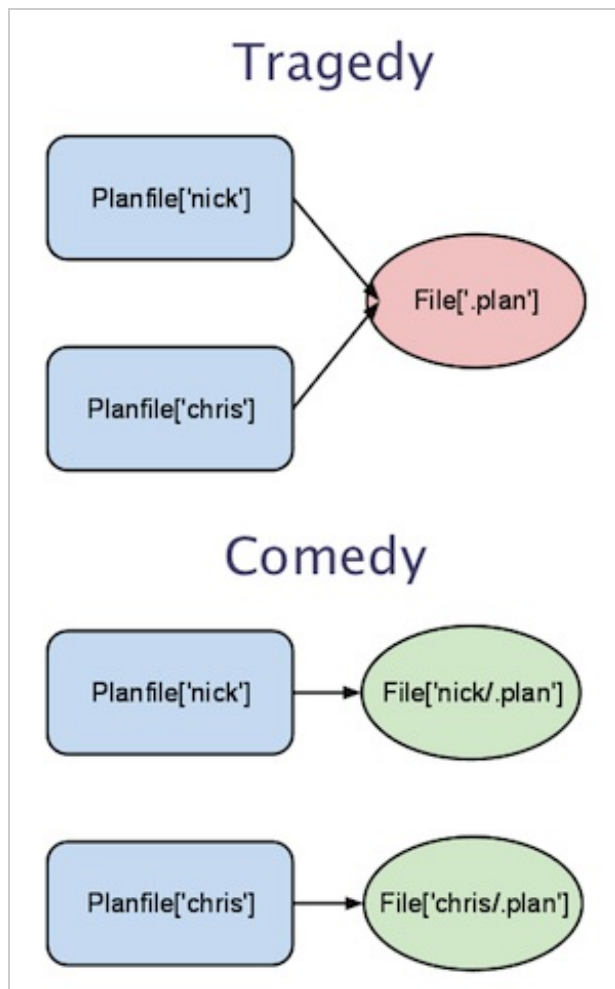 Tragedy
Planfile['nick']
File['.plan']
Planfile['chris']
Comedy
Planfile['nick']
File['nick/.plan']
Planfile['chris']
File['chris/.plan']